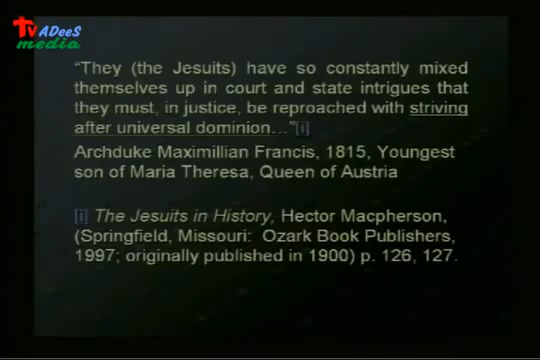 TV ADeeS
media
“They (the Jesuits) have so constantly mixed
themselves up in court and state intrigues that
they must, in justice, be reproached with striving
after universal dominion…”[i]
Archduke Maximillian Francis, 1815, Youngest
son of Maria Theresa, Queen of Austria
[i] The Jesuits in History, Hector Macpherson,
(Springfield, Missouri: Ozark Book Publishers,
1997; originally published in 1900) p. 126, 127.